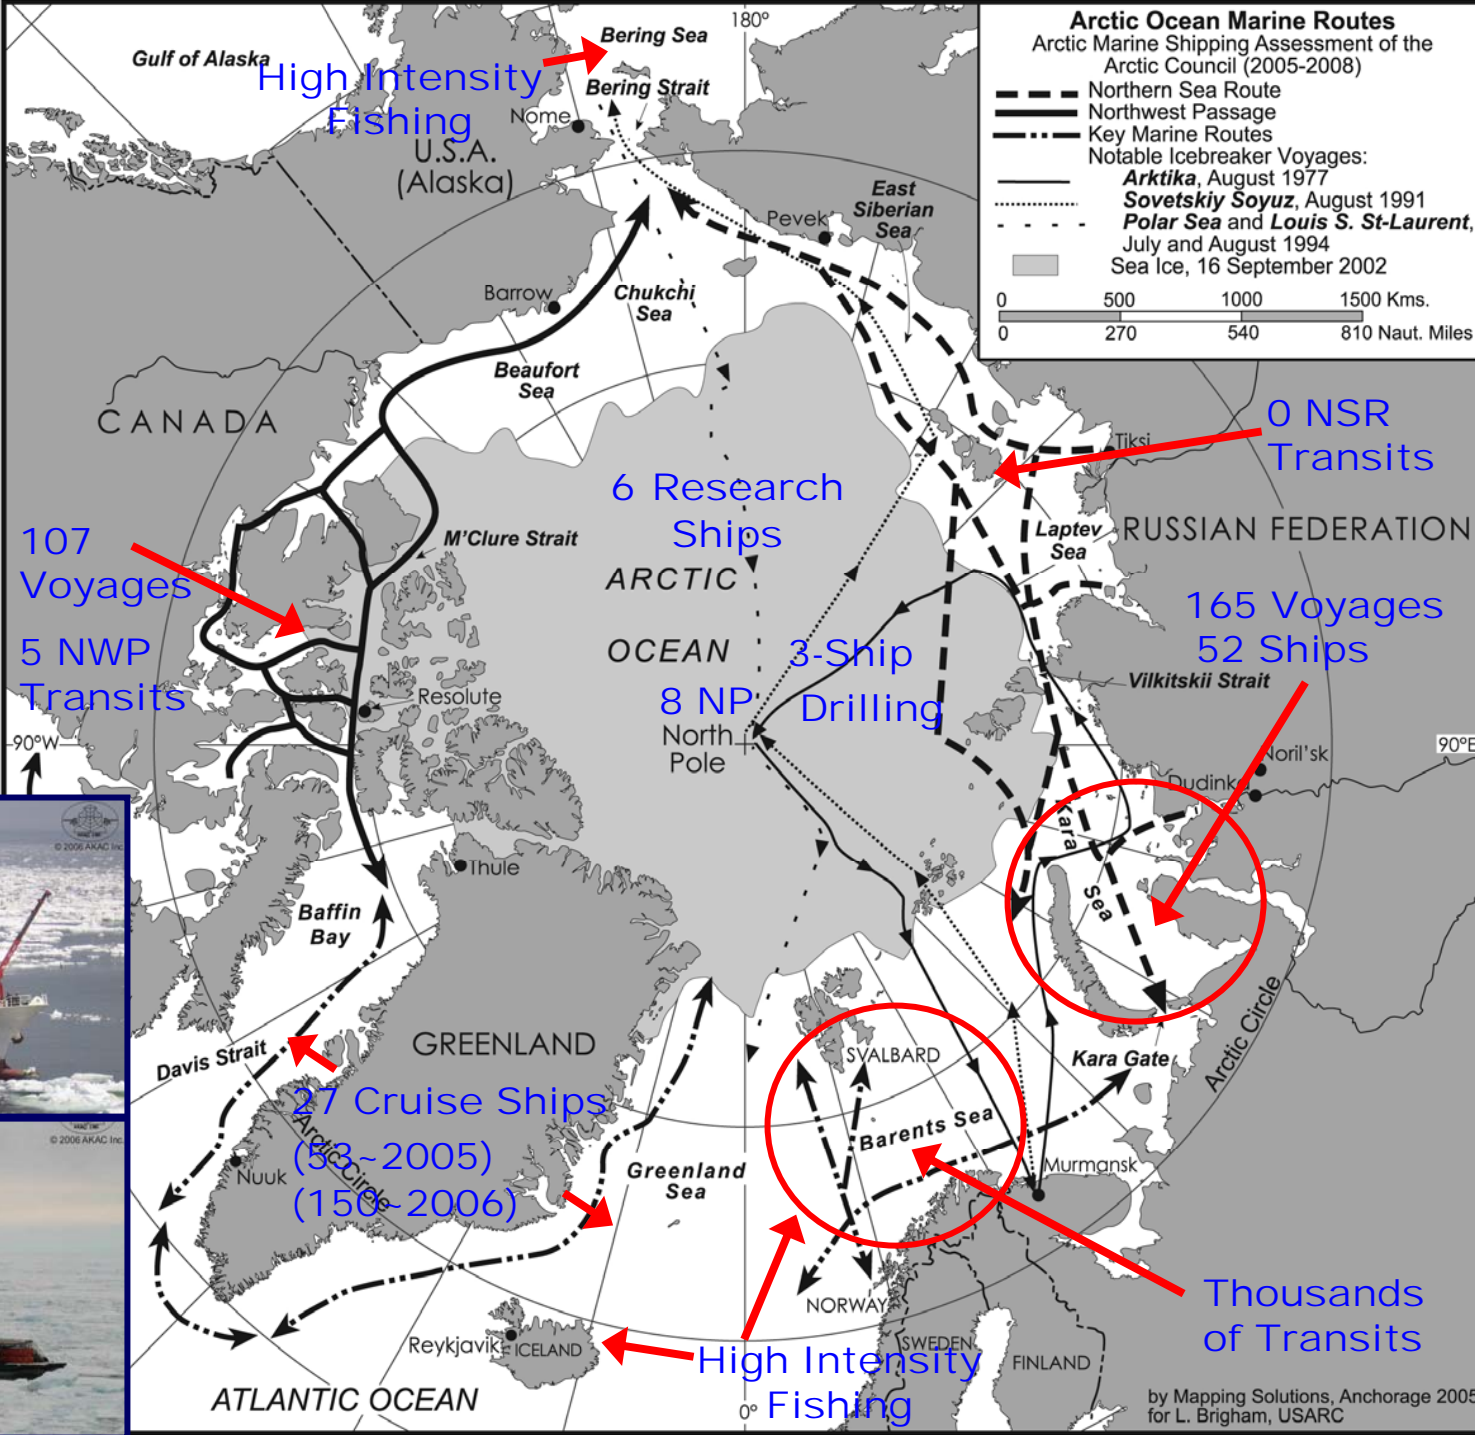 180°
Arctic Ocean Marine Routes
Arctic Marine Shipping Assessment of the
Arctic Council (2005-2008)
Northern Sea Route
Northwest Passage
Key Marine Routes
Notable Icebreaker Voyages:
Arktika, August 1977
Sovetskiy Soyuz, August 1991
Polar Sea and Louis S. St-Laurent,
July and August 1994
Sea Ice, 16 September 2002
0 500 1000 1500 Kms.
0 270 540 810 Naut. Miles
Gulf of Alaska
Bering Sea
High Intensity
Fishing
Bering Strait
Nome
U.S.A.
(Alaska)
East
Siberian
Sea
Pevek
Barrow
Chukchi
Sea
Beaufort
Sea
CANADA
0 NSR
Transits
Tiksi
6 Research
Ships
Laptev
Sea
RUSSIAN FEDERATION
107
Voyages
M'Clure Strait
ARCTIC
OCEAN
165 Voyages
52 Ships
5 NWP
Transits
3-Ship
Drilling
Vilkitskii Strait
Resolute
8 NP
North
Pole
90°W
90°E
Noril'sk
Dudinka
Kara
Sea
© 2006 AKAC Inc.
Thule
Baffin
Bay
Davis Strait
GREENLAND
SVALBARD
Kara Gate
Arctic Circle
27 Cruise Ships
(53~2005)
(150~2006)
Arctic Circle
© 2006 AKAC Inc.
Barents Sea
Nuuk
Greenland
Sea
Murmansk
Thousands
of Transits
NORWAY
Reykjavik
ICELAND
SWEDEN
FINLAND
High Intensity
Fishing
ATLANTIC OCEAN
0°
by Mapping Solutions, Anchorage 2005
for L. Brigham, USARC